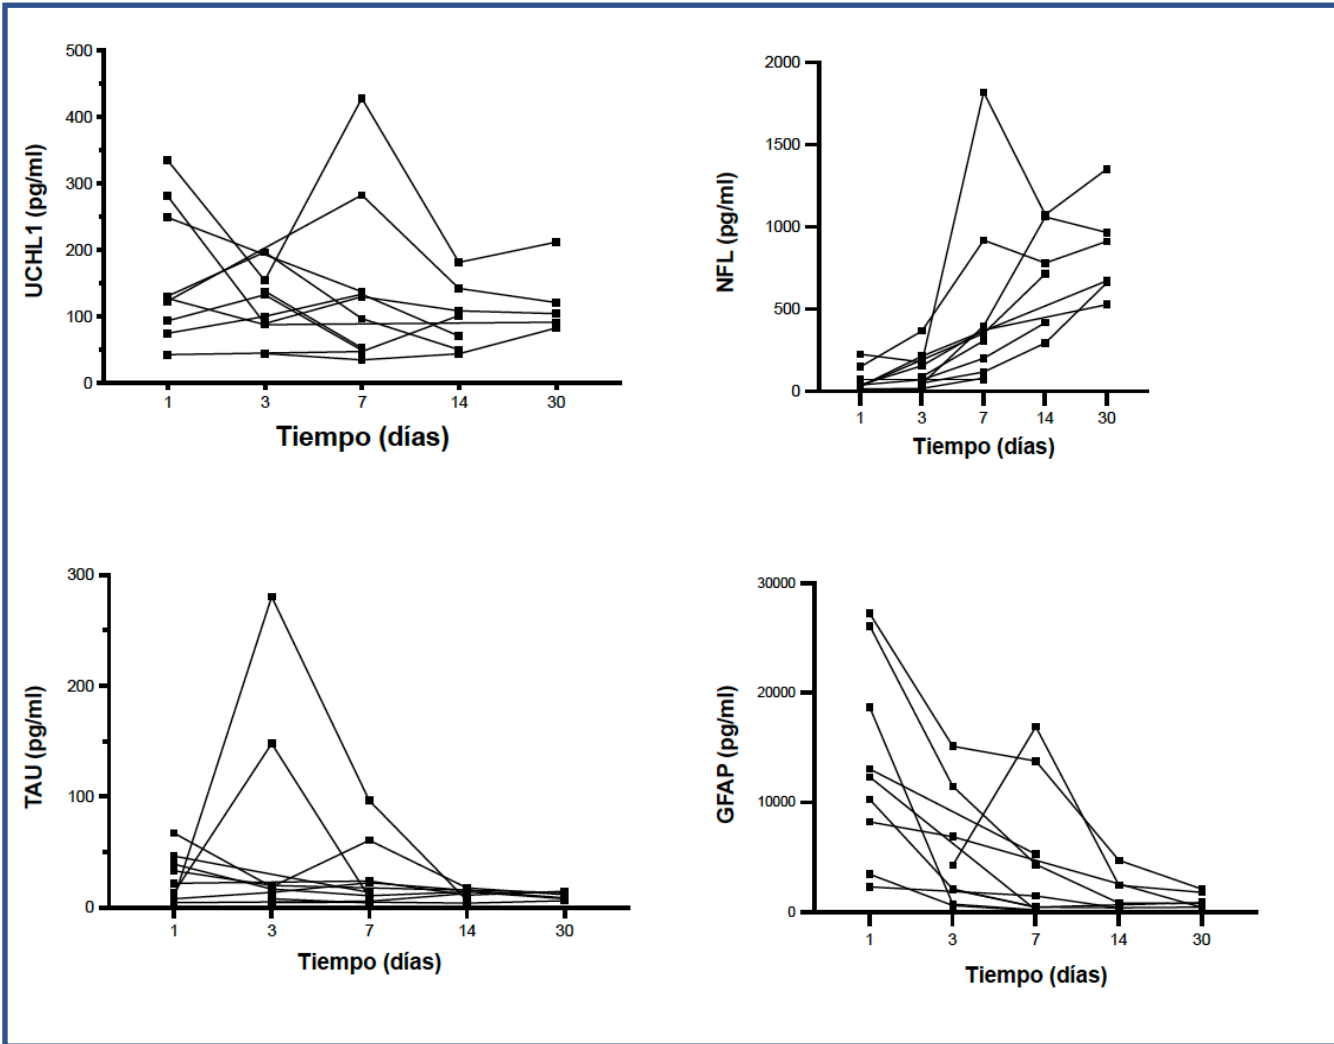 500
400
300
200
100
0
UCHL1 (pg/ml)
1 3 7 14 30
Tiempo (días)
2000
1500
1000
500
0
NFL (pg/ml)
1 3 7 14 30
Tiempo (días)
300
200
100
0
TAU (pg/ml)
1 3 7 14 30
Tiempo (días)
30000
20000
10000
0
GFAP (pg/ml)
1 3 7 14 30
Tiempo (días)